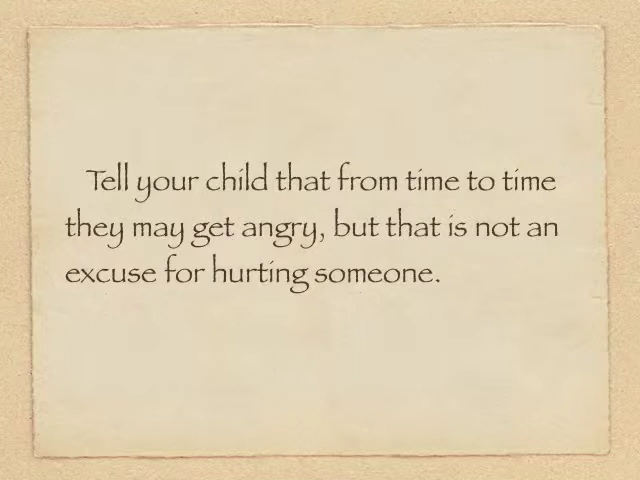 Tell your child that from time to time
they may get angry, but that is not an
excuse for hurting someone.